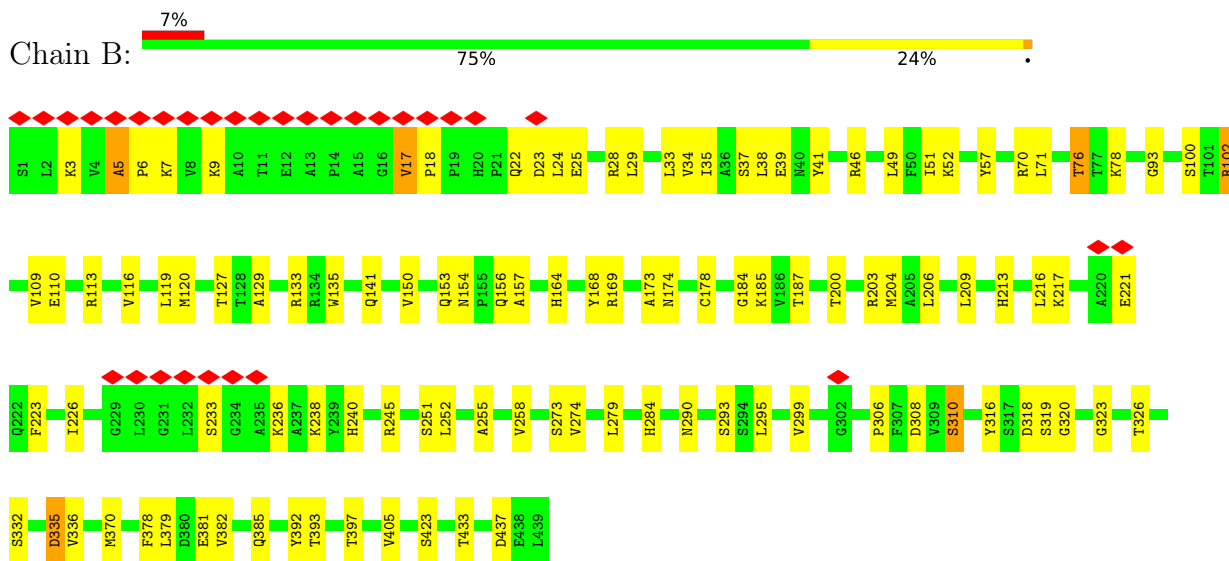 7%
Chain B:
75% 24% •
S1 L2 K3 V4 A5 P6 K7 V8 K9 A10 T11 E12 A13 P14 A15 G16 V17 P18 P19 H20 P21 Q22 D23 L24 E25 R28 L29 L33 V34 I35 A36 S37 L38 E39 N40 Y41 R46 L49 F50 I51 K52 Y57 R70 L71 T76 T77 K78 G93 S100 T101 R102
V109 E110 R113 V116 L119 M120 T127 T128 A129 R133 R134 W135 Q141 V150 Q153 N154 P155 Q156 A157 H164 Y168 R169 A173 N174 C178 G184 K185 V186 T187 T200 R203 M204 A205 L206 L209 H213 L216 K217 A220 E221
Q222 F223 I226 G229 L230 G231 L232 S233 G234 A235 K236 A237 K238 Y239 H240 R245 S251 L252 A255 V258 S273 V274 L279 H284 N290 S293 S294 L295 V299 G302 P306 F307 D308 V309 S310 Y316 S317 D318 S319 G320 G323 T326
S332 D335 V336 M370 F378 L379 D380 E381 V382 Q385 Y392 T393 T397 V405 S423 T433 D437 E438 L439